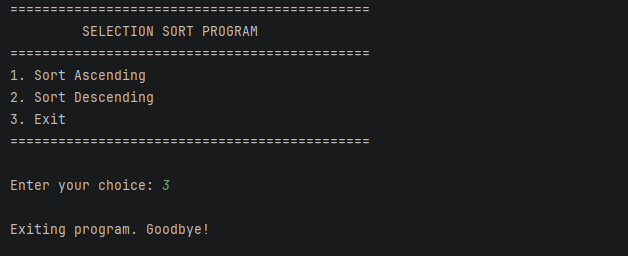 =============================================
SELECTION SORT PROGRAM
=============================================
1. Sort Ascending
2. Sort Descending
3. Exit
=============================================
Enter your choice: 3
Exiting program. Goodbye!